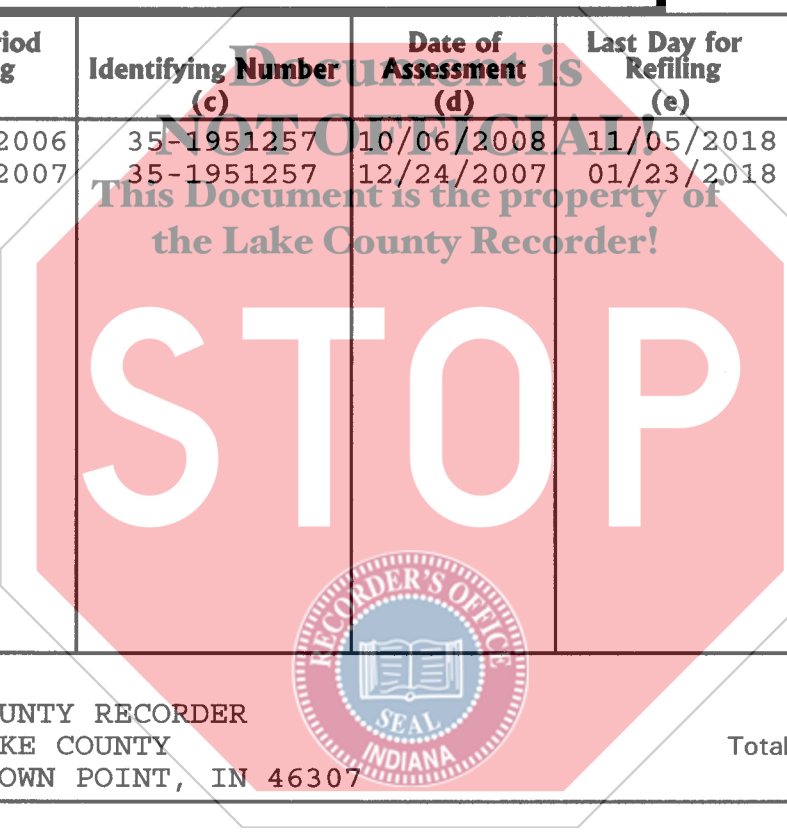 iod Date of Last Day for
g Identifying Number Assessment Refiling
(c) (d) (e)
2006 35-1951257 10/06/2008 11/05/2018
2007 35-1951257 12/24/2007 01/23/2018
Document is
NOT OFFICIAL!
This Document is the property of
the Lake County Recorder!
STOP
RECORDER'S OFFICE
SEAL
INDIANA
UNTY RECORDER
KE COUNTY
OWN POINT, IN 46307
Total